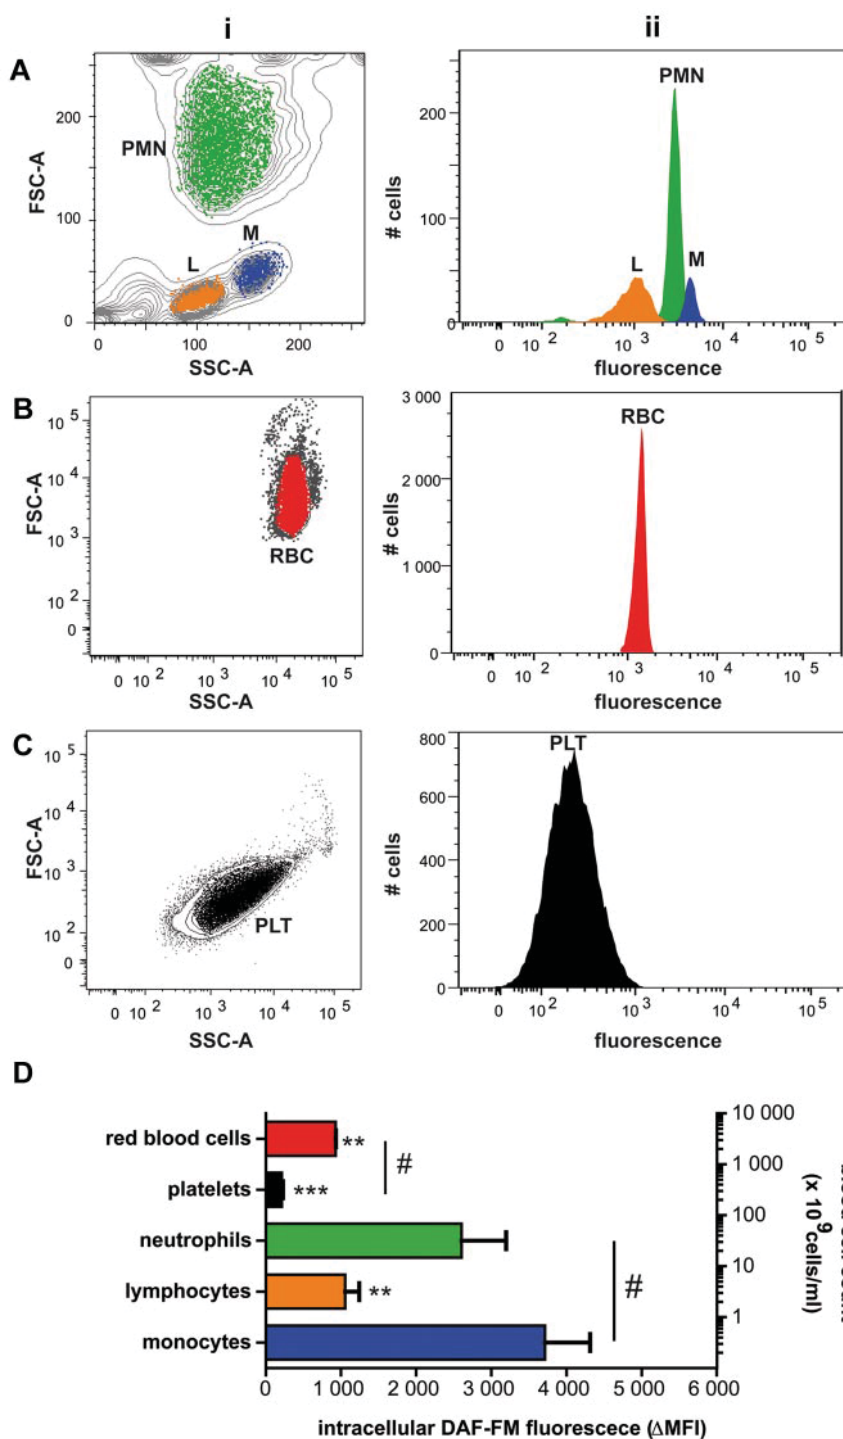 i
ii
A
FSC-A
200
100
0
PMN
L
M
0
100
200
SSC-A
# cells
200
100
0
PMN
L
M
10 3
10 4
10 5
fluorescence
B
FSC-A
10 5
10 4
10 3
10 2
0
RBC
0 10 2
10 3
10 4
10 5
SSC-A
# cells
3 000
2 000
1 000
0
RBC
0
10 2
10 3
10 4
10 5
fluorescence
C
FSC-A
10 5
10 4
10 3
10 2
0
PLT
0 10 2
10 3
10 4
10 5
SSC-A
# cells
800
600
400
200
0
PLT
0
10 2
10 3
10 4
10 5
fluorescence
D
red blood cells
**
platelets
***
#
neutrophils
lymphocytes
**
monocytes
#
10 000
1 000
100
10
1
(x 10 9 cells/ml)
0
1 000
2 000
3 000
4 000
5 000
6 000
intracellular DAF-FM fluorescece (ΔMFI)